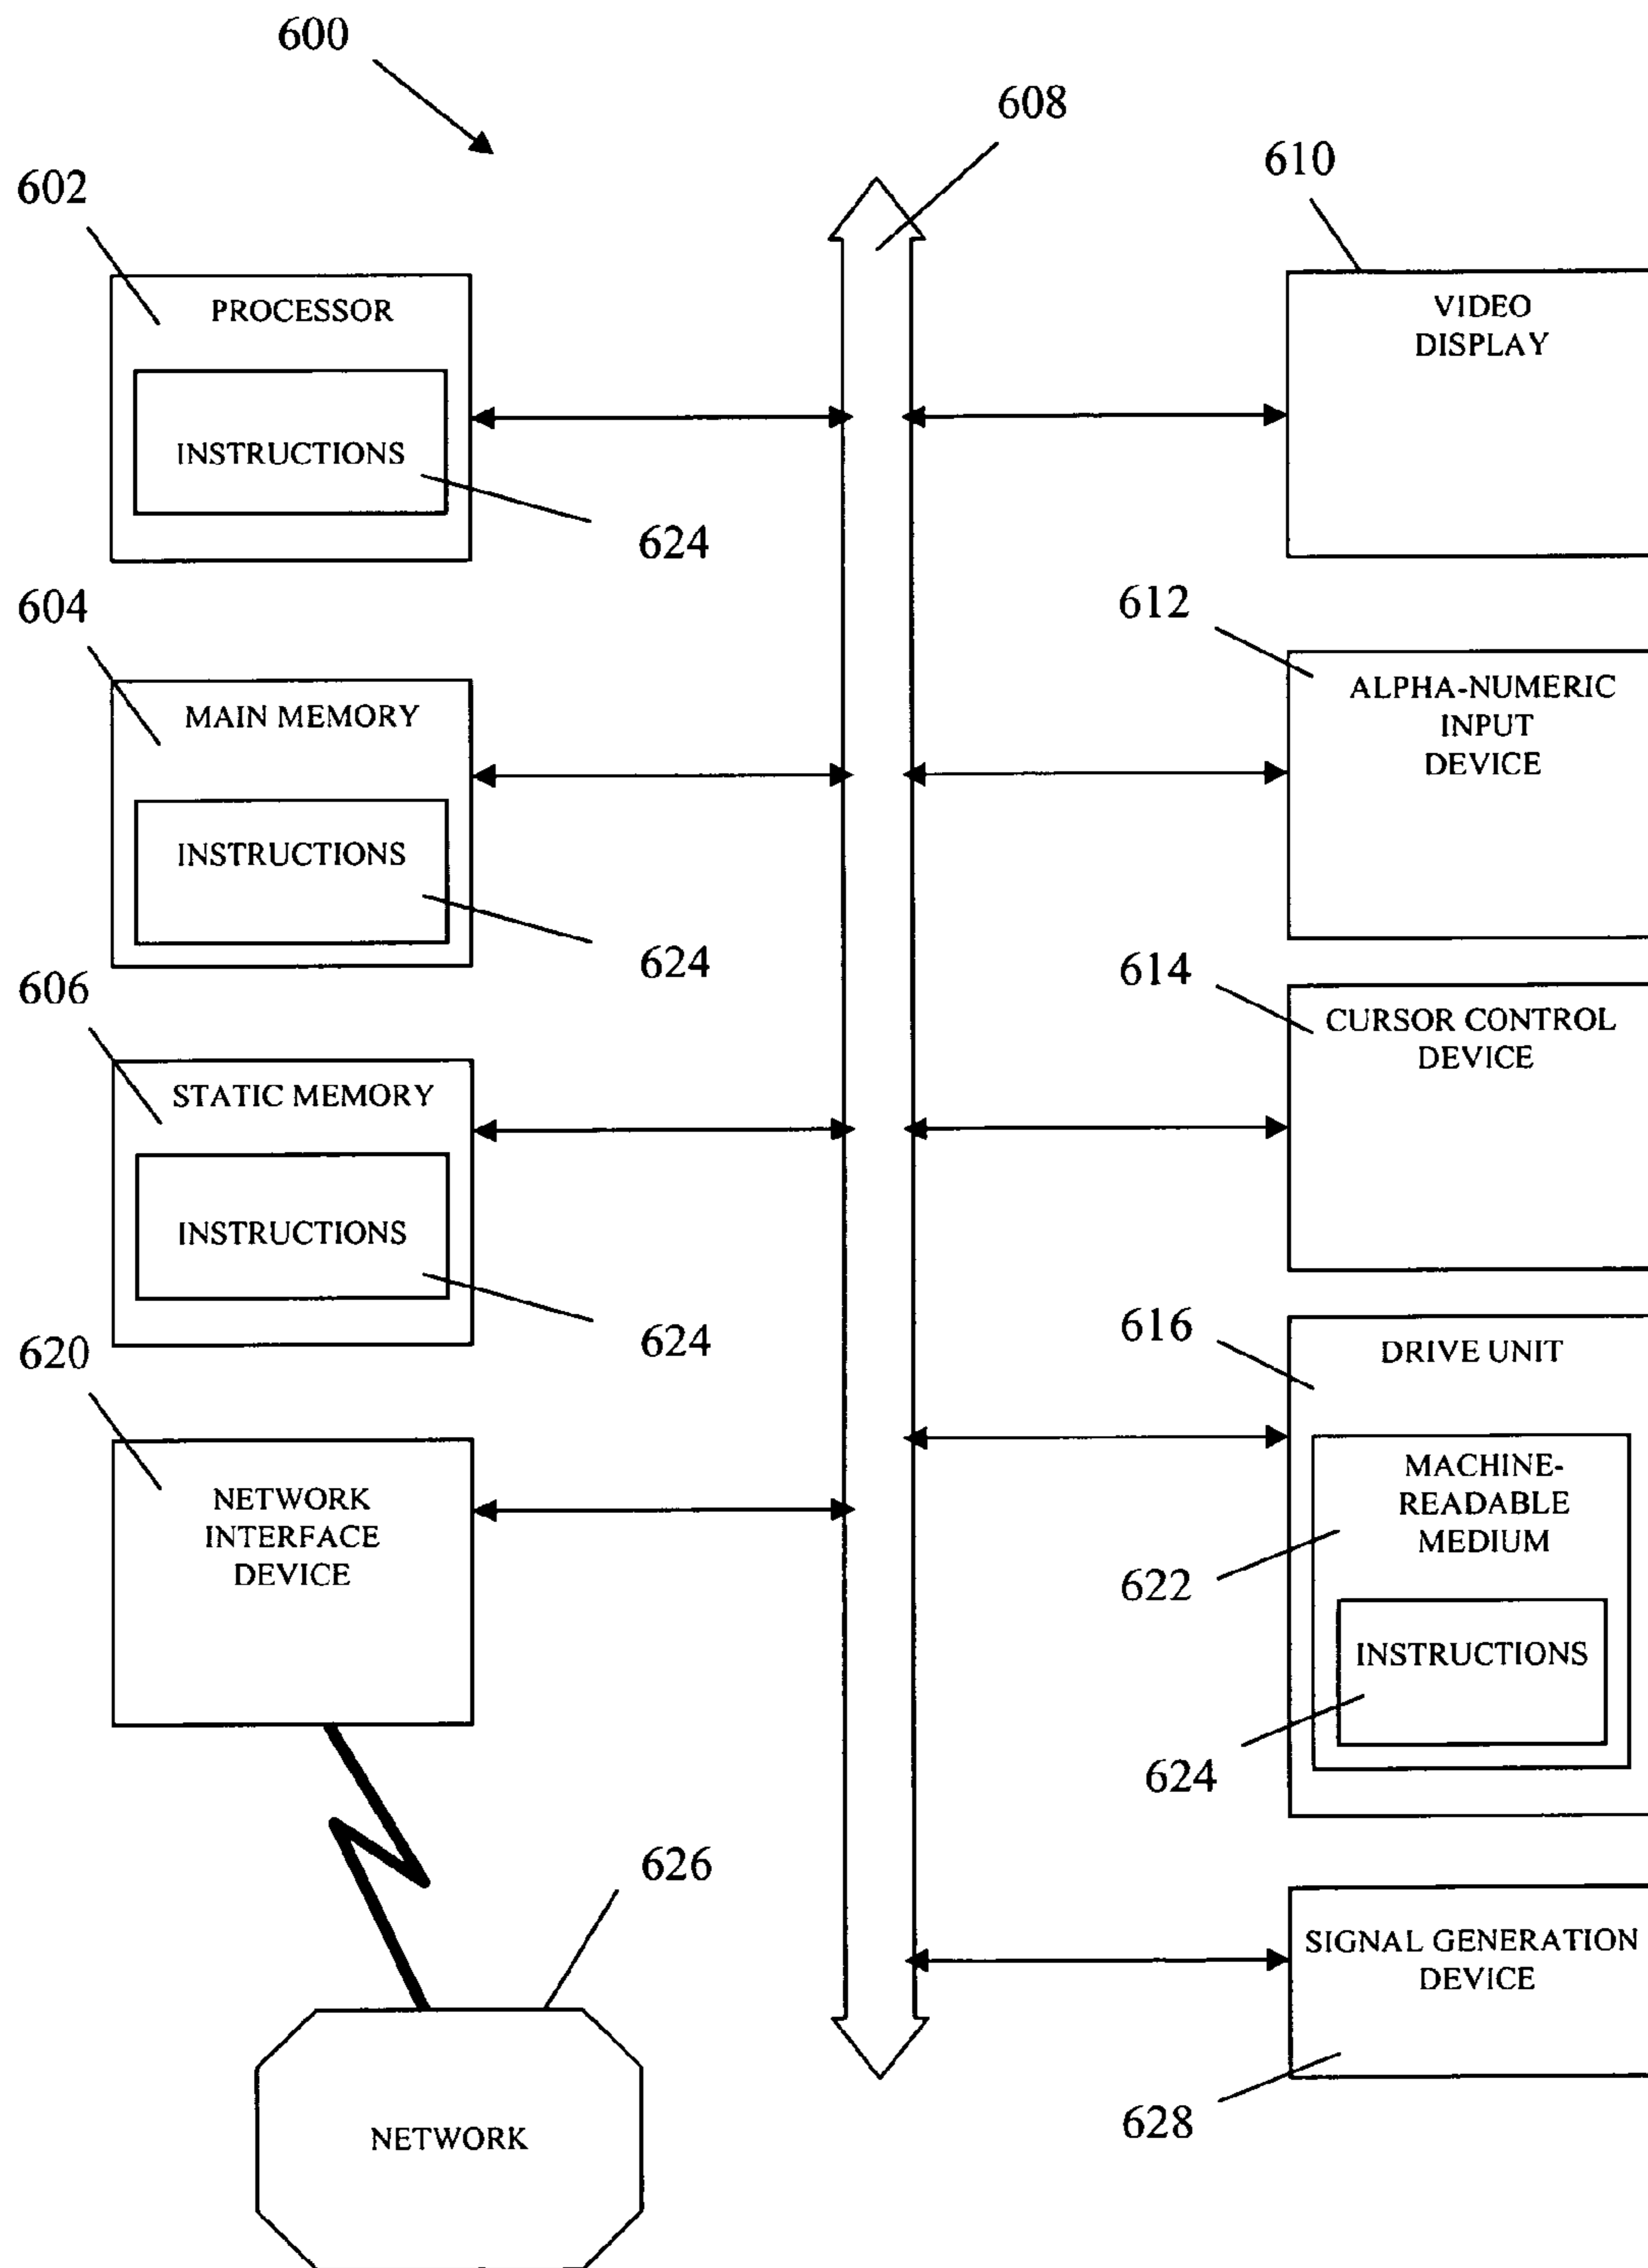 600
608
602
610
PROCESSOR
INSTRUCTIONS
624
VIDEO
DISPLAY
604
MAIN MEMORY
INSTRUCTIONS
624
612
ALPHA-NUMERIC
INPUT
DEVICE
606
STATIC MEMORY
INSTRUCTIONS
624
614
CURSOR CONTROL
DEVICE
620
NETWORK
INTERFACE
DEVICE
616
DRIVE UNIT
MACHINE-
READABLE
MEDIUM
622
INSTRUCTIONS
624
626
NETWORK
SIGNAL GENERATION
DEVICE
628